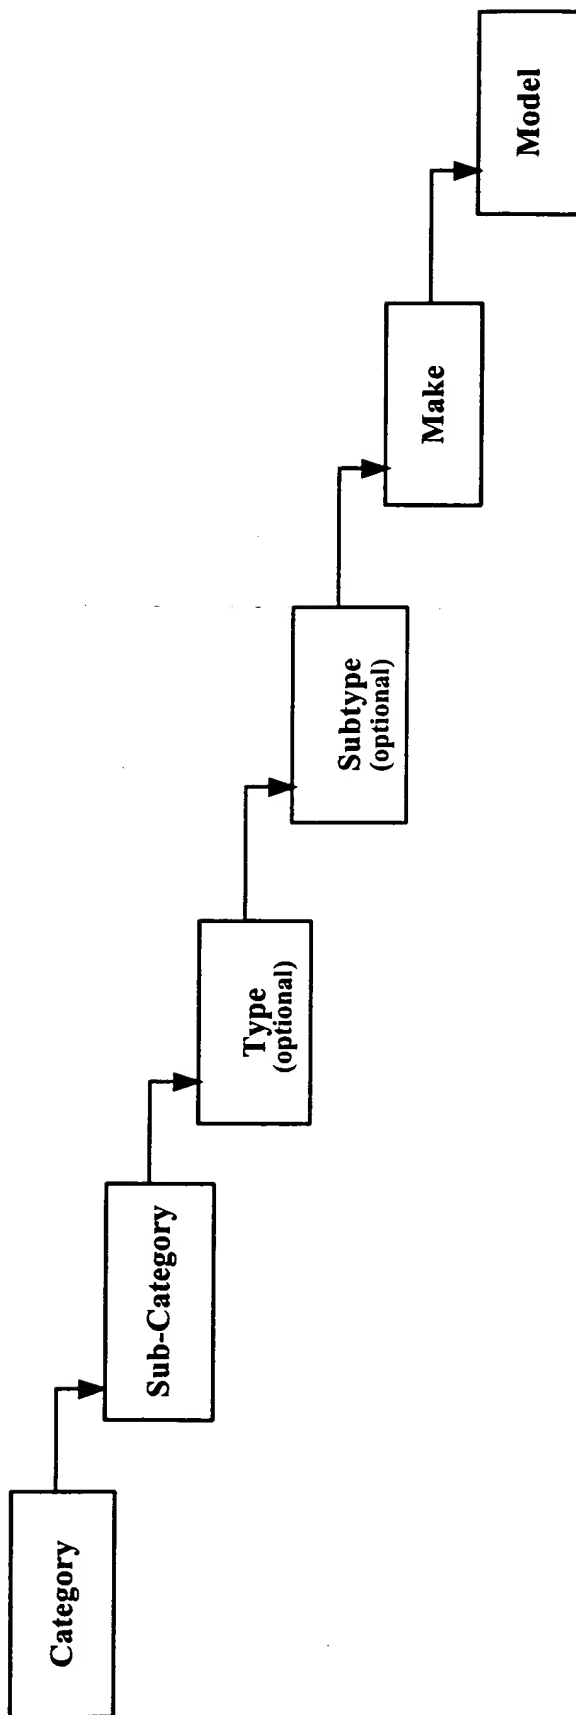 Category
Sub-Category
Type
(optional)
Subtype
(optional)
Make
Model